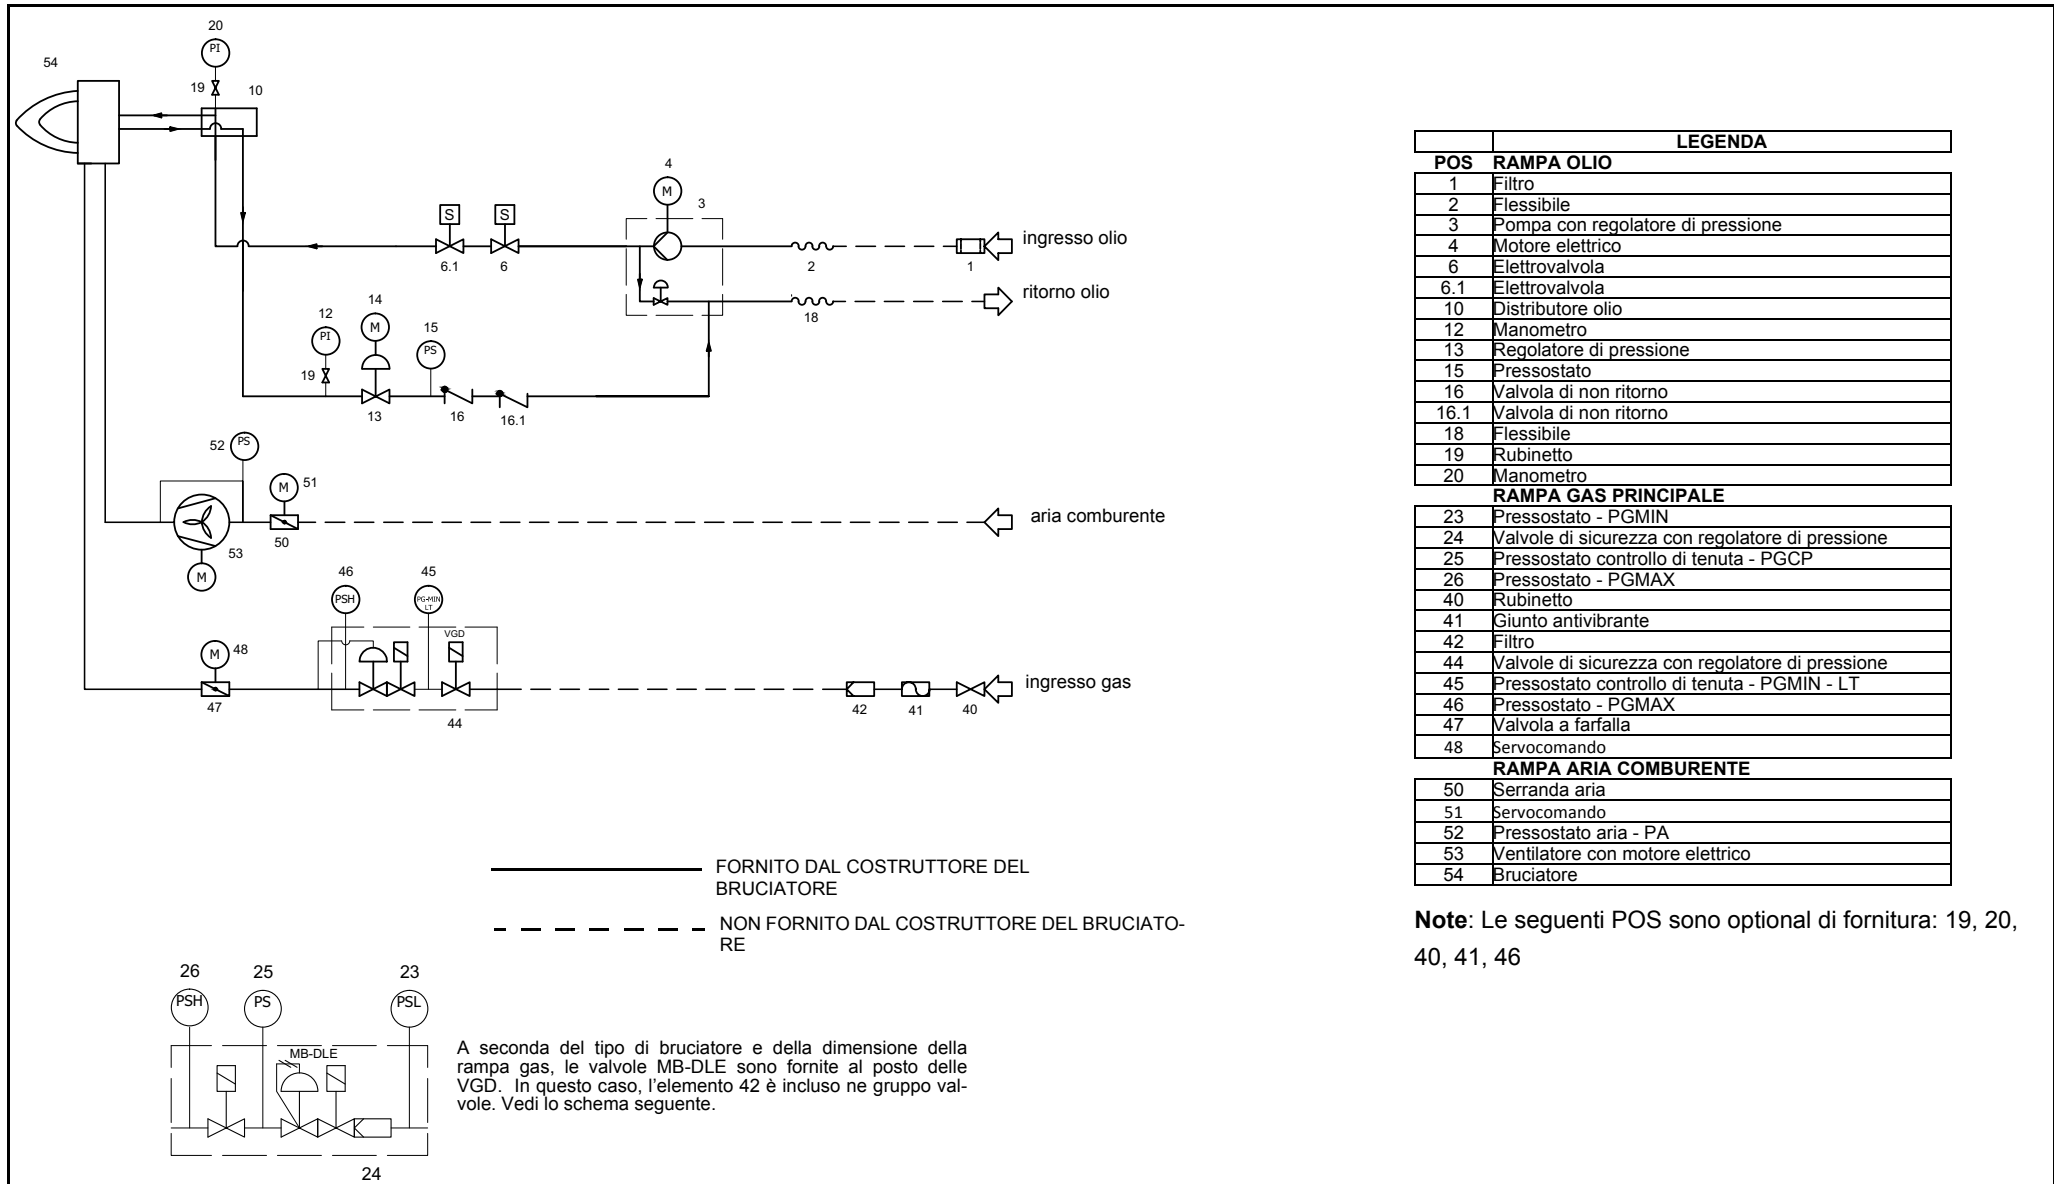 20
PI
54
19
10
4
M
3
S
S
ingresso olio
6.1
6
2
1
ritorno olio
14
12
M
15
18
PI
PS
19
13
16
16.1
52
PS
M
51
aria comburente
53
50
M
46
45
PSH
PG-MIN
LT
VGD
M
48
ingresso gas
47
44
42
41
40
FORNITO DAL COSTRUTTORE DEL
BRUCIATORE
NON FORNITO DAL COSTRUTTORE DEL BRUCIATO-
RE
26
25
23
PSH
PS
PSL
MB-DLE
24
A seconda del tipo di bruciatore e della dimensione della
rampa gas, le valvole MB-DLE sono fornite al posto delle
VGD. In questo caso, l'elemento 42 è incluso ne gruppo val-
vole. Vedi lo schema seguente.
LEGENDA
POS RAMPA OLIO
1 Filtro
2 Flessibile
3 Pompa con regolatore di pressione
4 Motore elettrico
6 Elettrovalvola
6.1 Elettrovalvola
10 Distributore olio
12 Manometro
13 Regolatore di pressione
15 Pressostato
16 Valvola di non ritorno
16.1 Valvola di non ritorno
18 Flessibile
19 Rubinetto
20 Manometro
RAMPA GAS PRINCIPALE
23 Pressostato - PGMIN
24 Valvole di sicurezza con regolatore di pressione
25 Pressostato controllo di tenuta - PGCP
26 Pressostato - PGMAX
40 Rubinetto
41 Giunto antivibrante
42 Filtro
44 Valvole di sicurezza con regolatore di pressione
45 Pressostato controllo di tenuta - PGMIN - LT
46 Pressostato - PGMAX
47 Valvola a farfalla
48 Servocomando
RAMPA ARIA COMBURENTE
50 Serranda aria
51 Servocomando
52 Pressostato aria - PA
53 Ventilatore con motore elettrico
54 Bruciatore
Note: Le seguenti POS sono optional di fornitura: 19, 20,
40, 41, 46